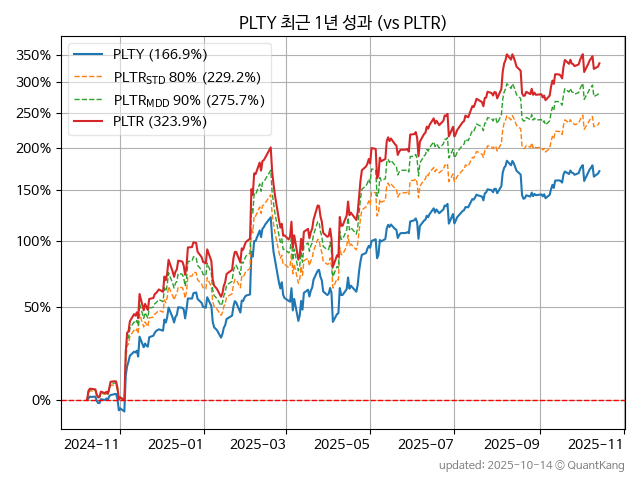 PLTY 최근 1년 성과 (vs PLTR)
350%
300%
250%
200%
150%
100%
50%
0%
PLTY (166.9%)
PLTR_STD 80% (229.2%)
PLTR_MDD 90% (275.7%)
PLTR (323.9%)
2024-11
2025-01
2025-03
2025-05
2025-07
2025-09
2025-11
updated: 2025-10-14 © QuantKang